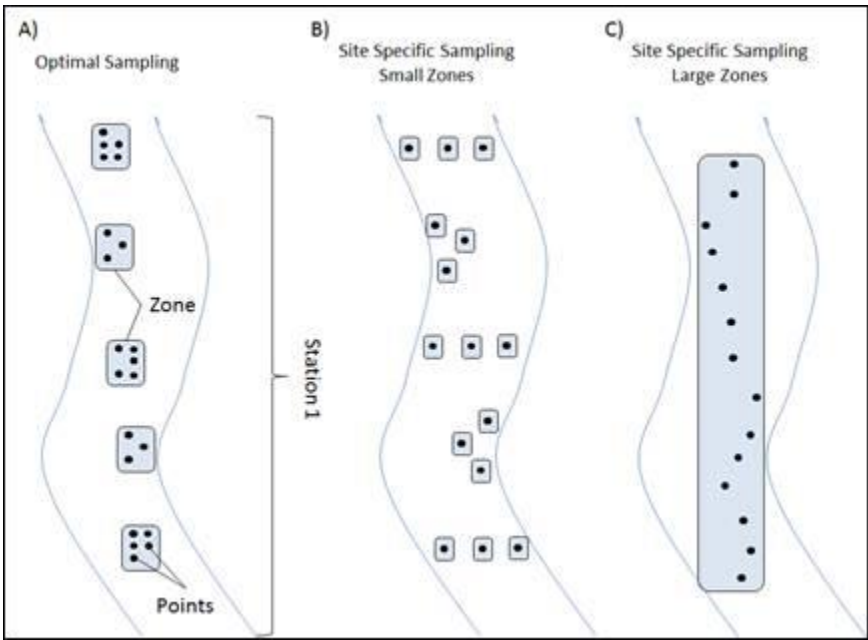 A)
Optimal Sampling
B)
Site Specific Sampling
Small Zones
C)
Site Specific Sampling
Large Zones
Zone
Station 1
Points